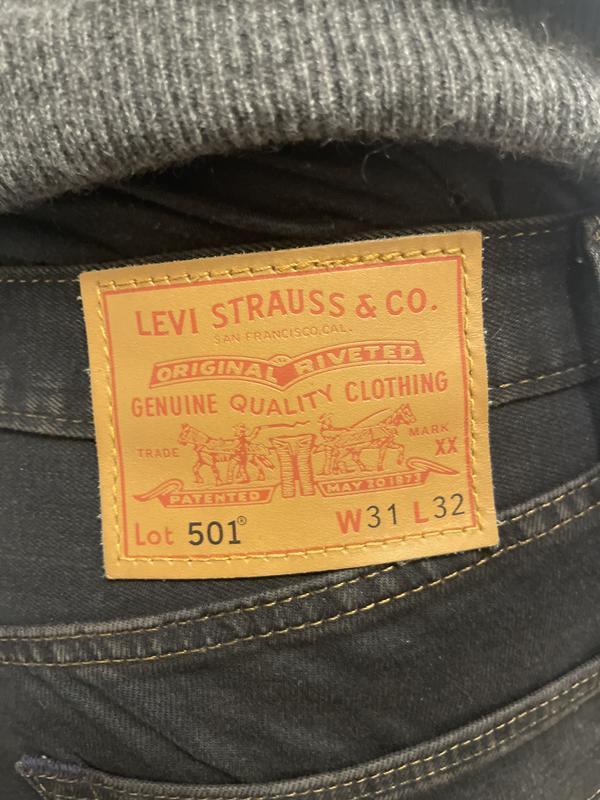 LEVI STRAUSS & CO.
SAN FRANCISCO, CAL.
ORIGINAL RIVETED
GENUINE QUALITY CLOTHING
TRADE MARK
XX
PATENTED MAY 20 1873
Lot 501® W31 L32